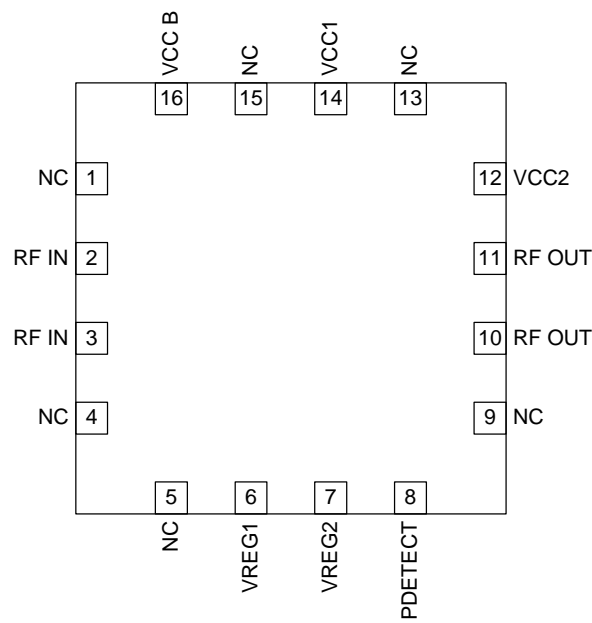 VCC B
NC
VCC1
NC
16
15
14
13
NC 1
12 VCC2
RF IN 2
11 RF OUT
RF IN 3
10 RF OUT
NC 4
9 NC
5
6
7
8
NC
VREG1
VREG2
PDETECT